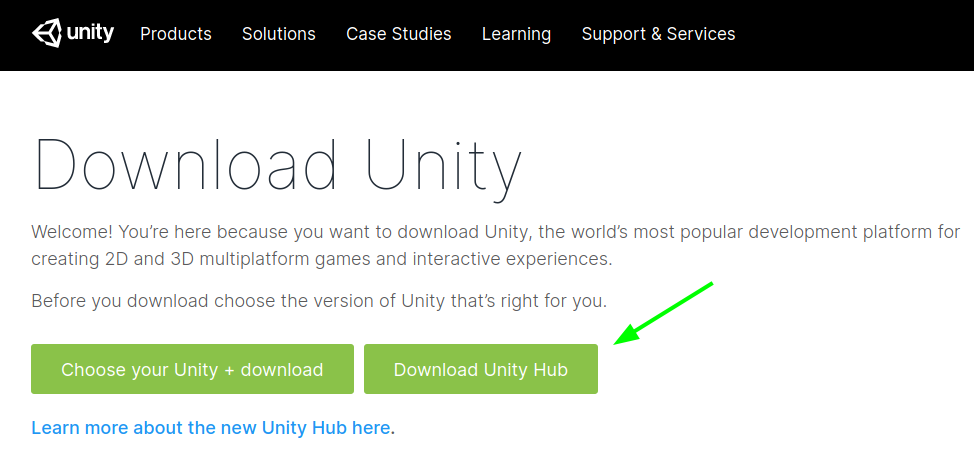 unity Products Solutions Case Studies Learning Support & Services
Download Unity
Welcome! You’re here because you want to download Unity, the world’s most popular development platform for
creating 2D and 3D multiplatform games and interactive experiences.
Before you download choose the version of Unity that’s right for you.
Choose your Unity + download Download Unity Hub
Learn more about the new Unity Hub here.